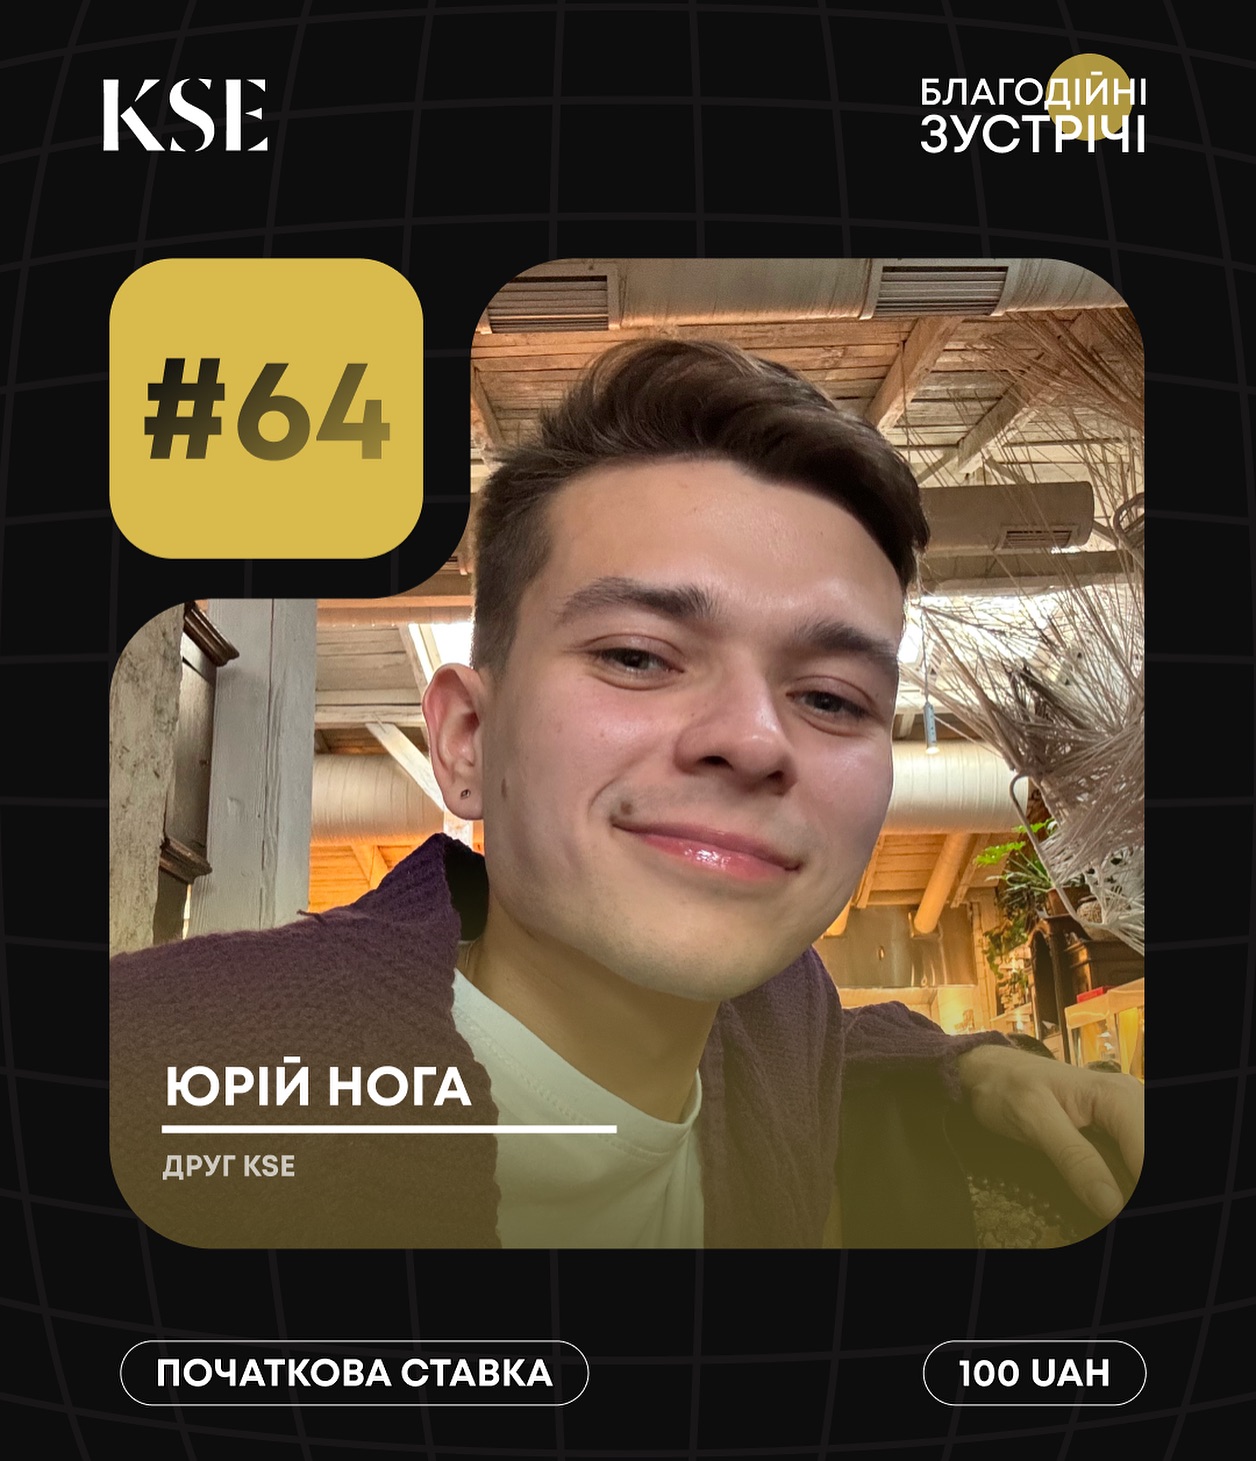 KSE
БЛАГОДІЙНІ
ЗУСТРІЧІ
#64
ЮРІЙ НОГА
ДРУГ KSE
ПОЧАТКОВА СТАВКА
100 UAH